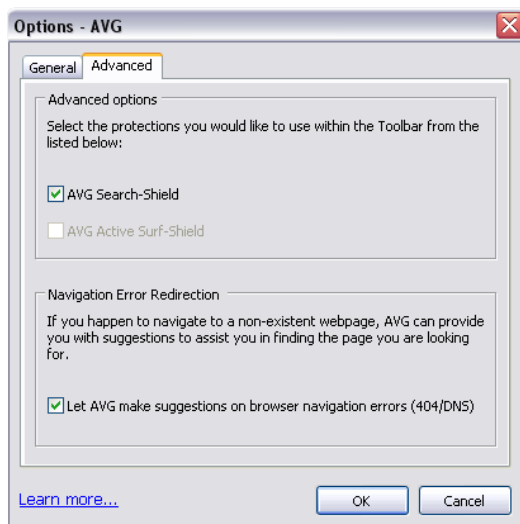 Options - AVG
General
Advanced
Advanced options
Select the protections you would like to use within the Toolbar from the
listed below:
AVG Search-Shield
AVG Active Surf-Shield
Navigation Error Redirection
If you happen to navigate to a non-existent webpage, AVG can provide
you with suggestions to assist you in finding the page you are looking
for.
Let AVG make suggestions on browser navigation errors (404/DNS)
Learn more...
OK
Cancel